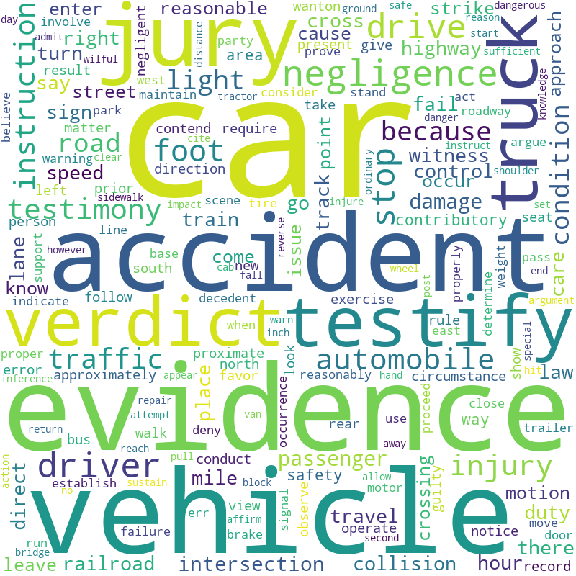 jury
car
truck
accident
verdict
testify
evidence
vehicle
negligence
testimony
instruction
drive
light
foot
stop
because
road
sign
speed
street
right
turn
enter
reasonable
cross
cause
highway
strike
give
fail
approach
condition
witness
control
occur
damage
contributory
point
track
train
issue
go
come
direction
contend
require
area
present
prove
party
negligent
wanton
involve
day
admit
wilful
say
result
west
maintain
tractor
distance
consider
take
stand
danger
act
ground
safe
reason
start
sufficient
dangerous
knowledge
roadway
instruct
argue
shoulder
ordinary
cite
believe
matter
park
warning
clear
left
prior
sidewalk
person
line
scene
impact
tire
injure
reverse
however
cab
new
fall
base
south
lane
know
support
indicate
follow
decedent
when
warn
inch
exercise
wheel
post
rule
east
weight
properly
seat
care
pass
end
set
special
argument
hit
show
determine
law
traffic
automobile
circumstance
reasonably
look
proximate
north
place
favor
approximately
proper
error
inference
appear
hand
proceed
close
way
trailer
use
away
rear
deny
occurrence
van
repair
attempt
return
reach
walk
bus
driver
mile
direct
establish
conduct
pull
block
passenger
safety
observe
guilty
crossing
injury
motion
duty
there
door
move
notice
travel
operate
second
motor
allow
signal
view
affirm
brake
err
no
sustain
action
failure
run
bridge
leave
railroad
intersection
collision
hour
record